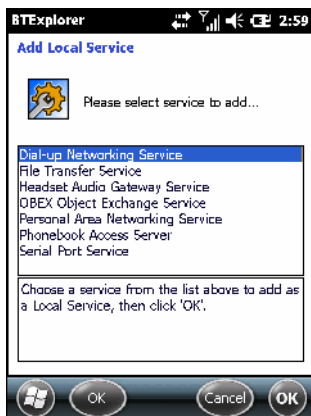 BTExplorer 2:59
Add Local Service
Please select service to add...
Dial-up Networking Service
File Transfer Service
Headset Audio Gateway Service
OBEX Object Exchange Service
Personal Area Networking Service
Phonebook Access Server
Serial Port Service
Choose a service from the list above to add as
a Local Service, then click 'OK'.
OK Cancel OK